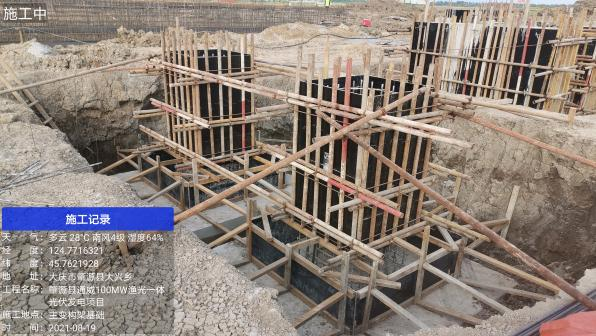 施工中
施工记录
天　　气：多云 28℃ 南风4级 湿度64%
经　　度：124.7716321
纬　　度：45.7621928
地　　址：大庆市肇源县大兴乡
工程名称：肇源县通威100MW渔光一体
光伏发电项目
施工地点：主变构架基础
时　　间：2021-08-19